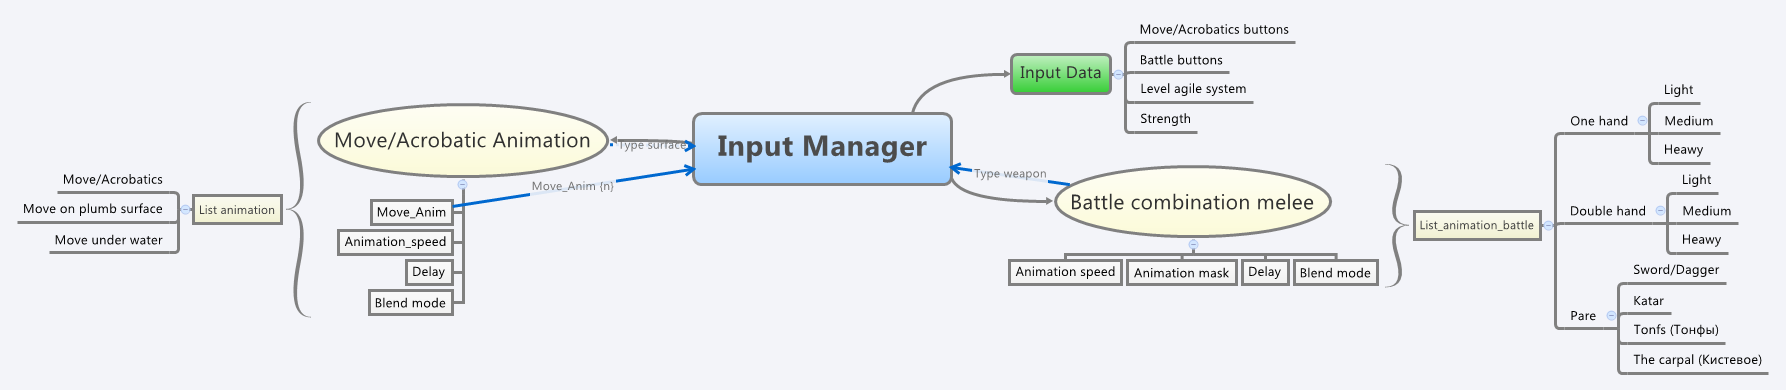 Input Manager
Input Data
Move/Acrobatics buttons
Battle buttons
Level agile system
Strength
Move/Acrobatic Animation
Type surface
Move_Anim {n}
Move_Anim
Animation_speed
Delay
Blend mode
List animation
Move/Acrobatics
Move on plumb surface
Move under water
Type weapon
Battle combination melee
Animation speed
Animation mask
Delay
Blend mode
List_animation_battle
One hand
Light
Medium
Heawy
Double hand
Light
Medium
Heawy
Pare
Sword/Dagger
Katar
Tonfs (Тонфы)
The carpal (Кистевое)